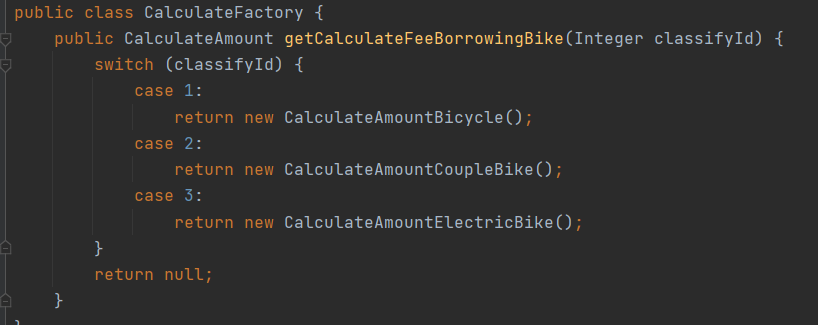 public class CalculateFactory {
    public CalculateAmount getCalculateFeeBorrowingBike(Integer classifyId) {
        switch (classifyId) {
            case 1:
                return new CalculateAmountBicycle();
            case 2:
                return new CalculateAmountCoupleBike();
            case 3:
                return new CalculateAmountElectricBike();
        }
        return null;
    }
}